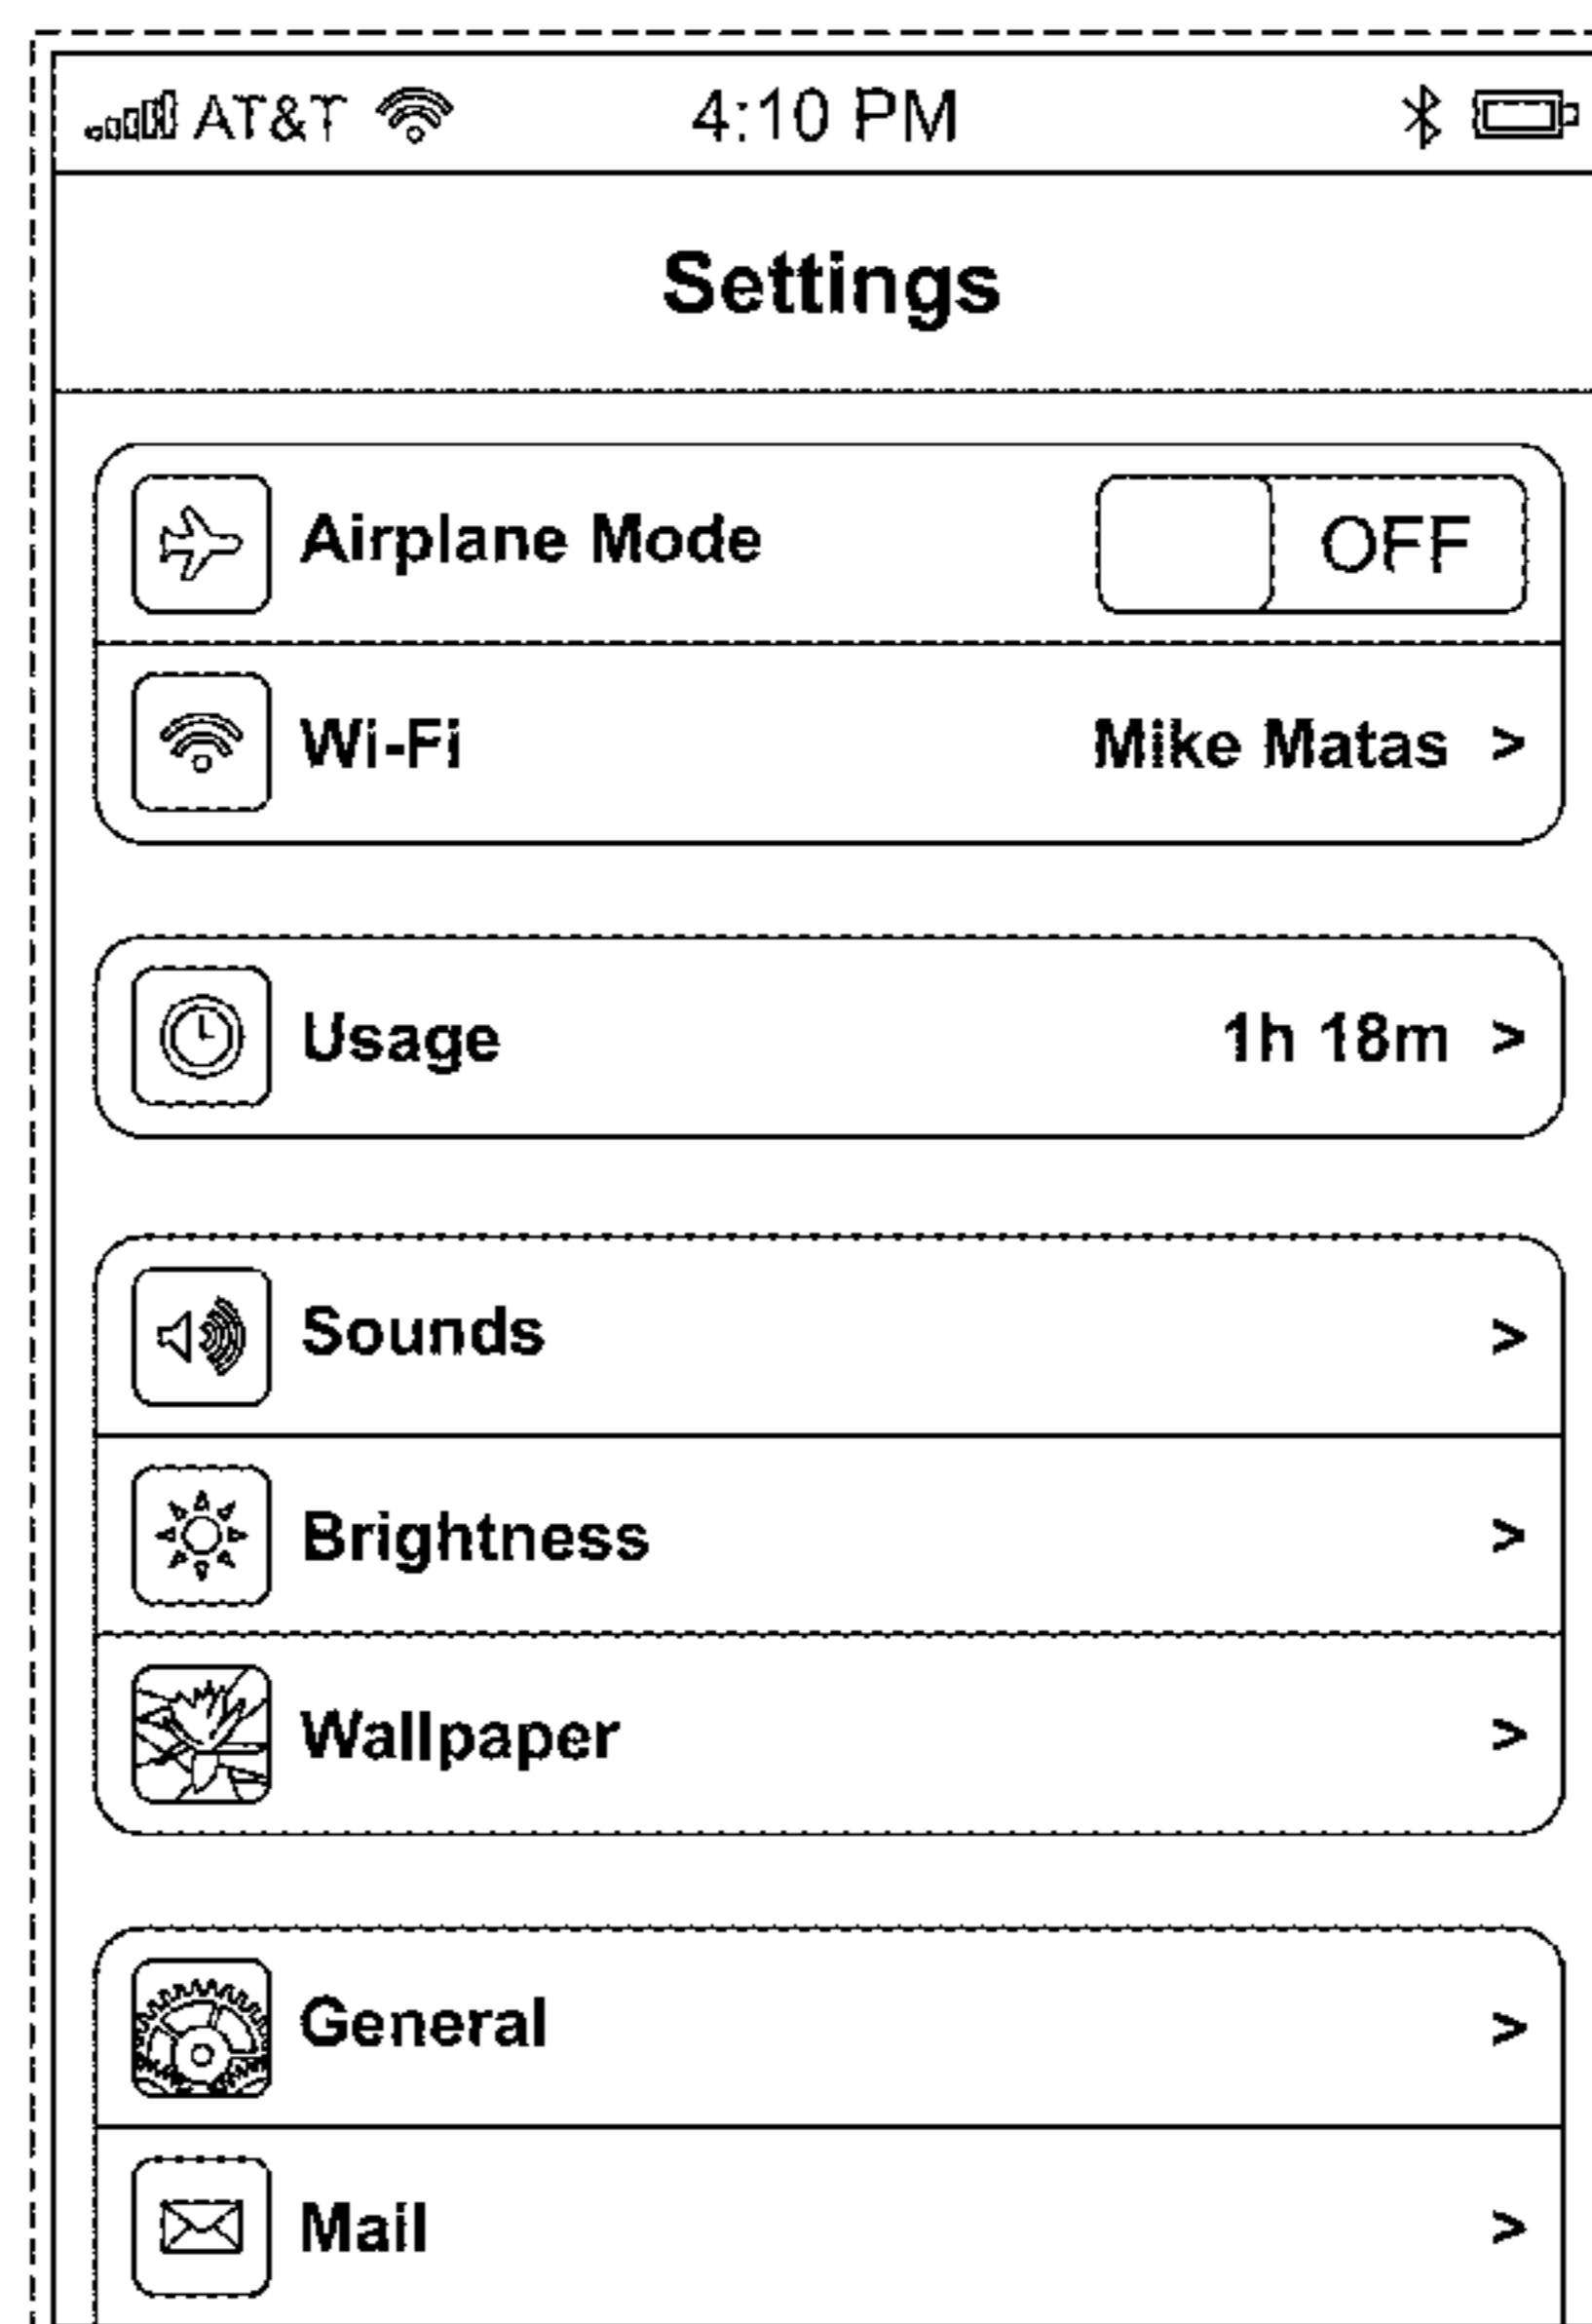 AT&T 4:10 PM
Settings
Airplane Mode OFF
Wi-Fi Mike Matas >
Usage 1h 18m >
Sounds >
Brightness >
Wallpaper >
General >
Mail >